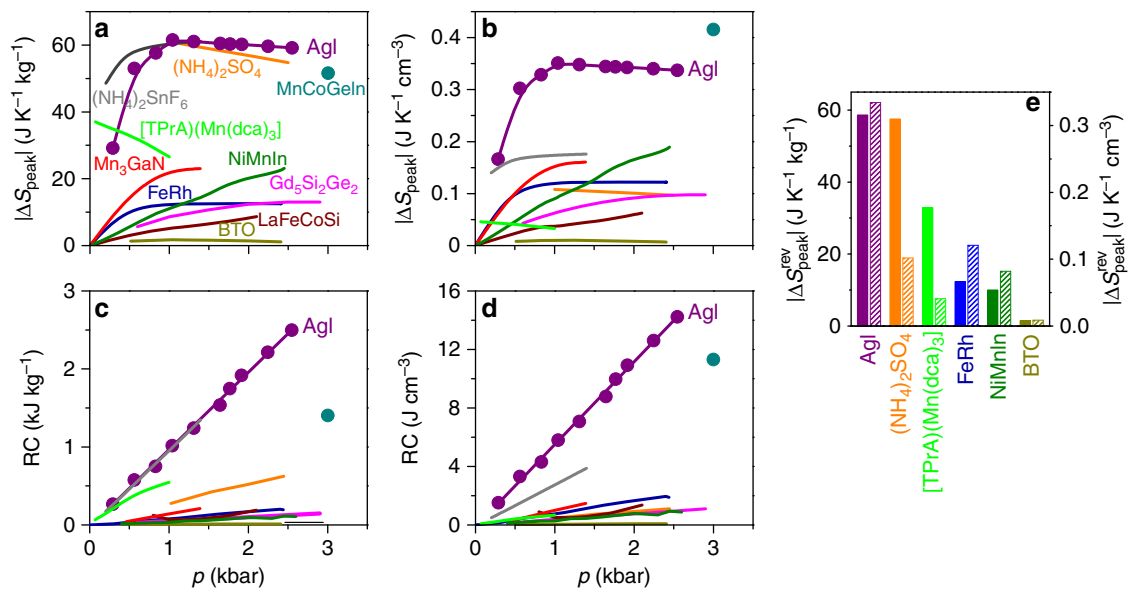 a
60
40
20
0
|ΔS_peak| (J K⁻¹ kg⁻¹)
AgI
(NH₄)₂SO₄
MnCoGeIn
(NH₄)₂SnF₆
[TPrA)(Mn(dca)₃]
Mn₃GaN
NiMnIn
FeRh
Gd₅Si₂Ge₂
LaFeCoSi
BTO
b
0.4
0.3
0.2
0.1
0.0
|ΔS_peak| (J K⁻¹ cm⁻³)
AgI
c
3
2
1
0
RC (kJ kg⁻¹)
AgI
0
1
2
3
p (kbar)
d
16
12
8
4
0
RC (J cm⁻³)
AgI
0
1
2
3
p (kbar)
e
60
40
20
0
|ΔS^rev_peak| (J K⁻¹ kg⁻¹)
0.3
0.2
0.1
0.0
|ΔS^rev_peak| (J K⁻¹ cm⁻³)
AgI
(NH₄)₂SO₄
[TPrA)(Mn(dca)₃]
FeRh
NiMnIn
BTO